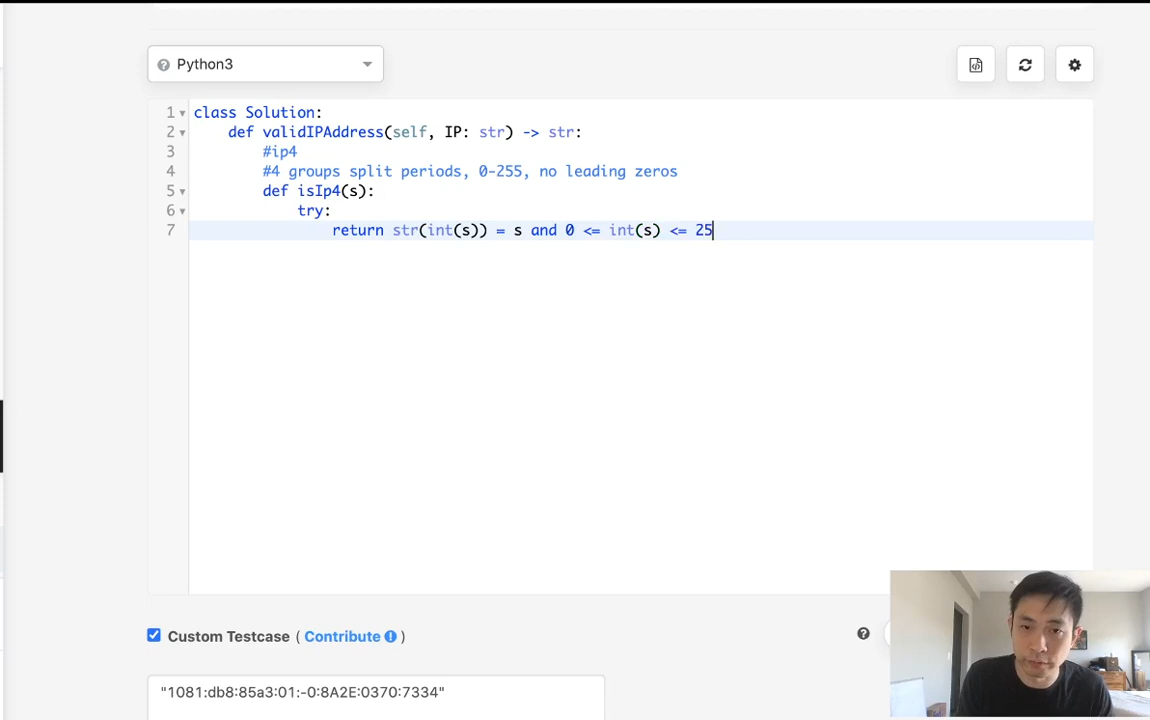 Python3
1 class Solution:
2 def validIPAddress(self, IP: str) -> str:
3 #ip4
4 #4 groups split periods, 0-255, no leading zeros
5 def isIp4(s):
6 try:
7 return str(int(s)) = s and 0 <= int(s) <= 25
Custom Testcase ( Contribute )
"1081:db8:85a3:01:-0:8A2E:0370:7334"